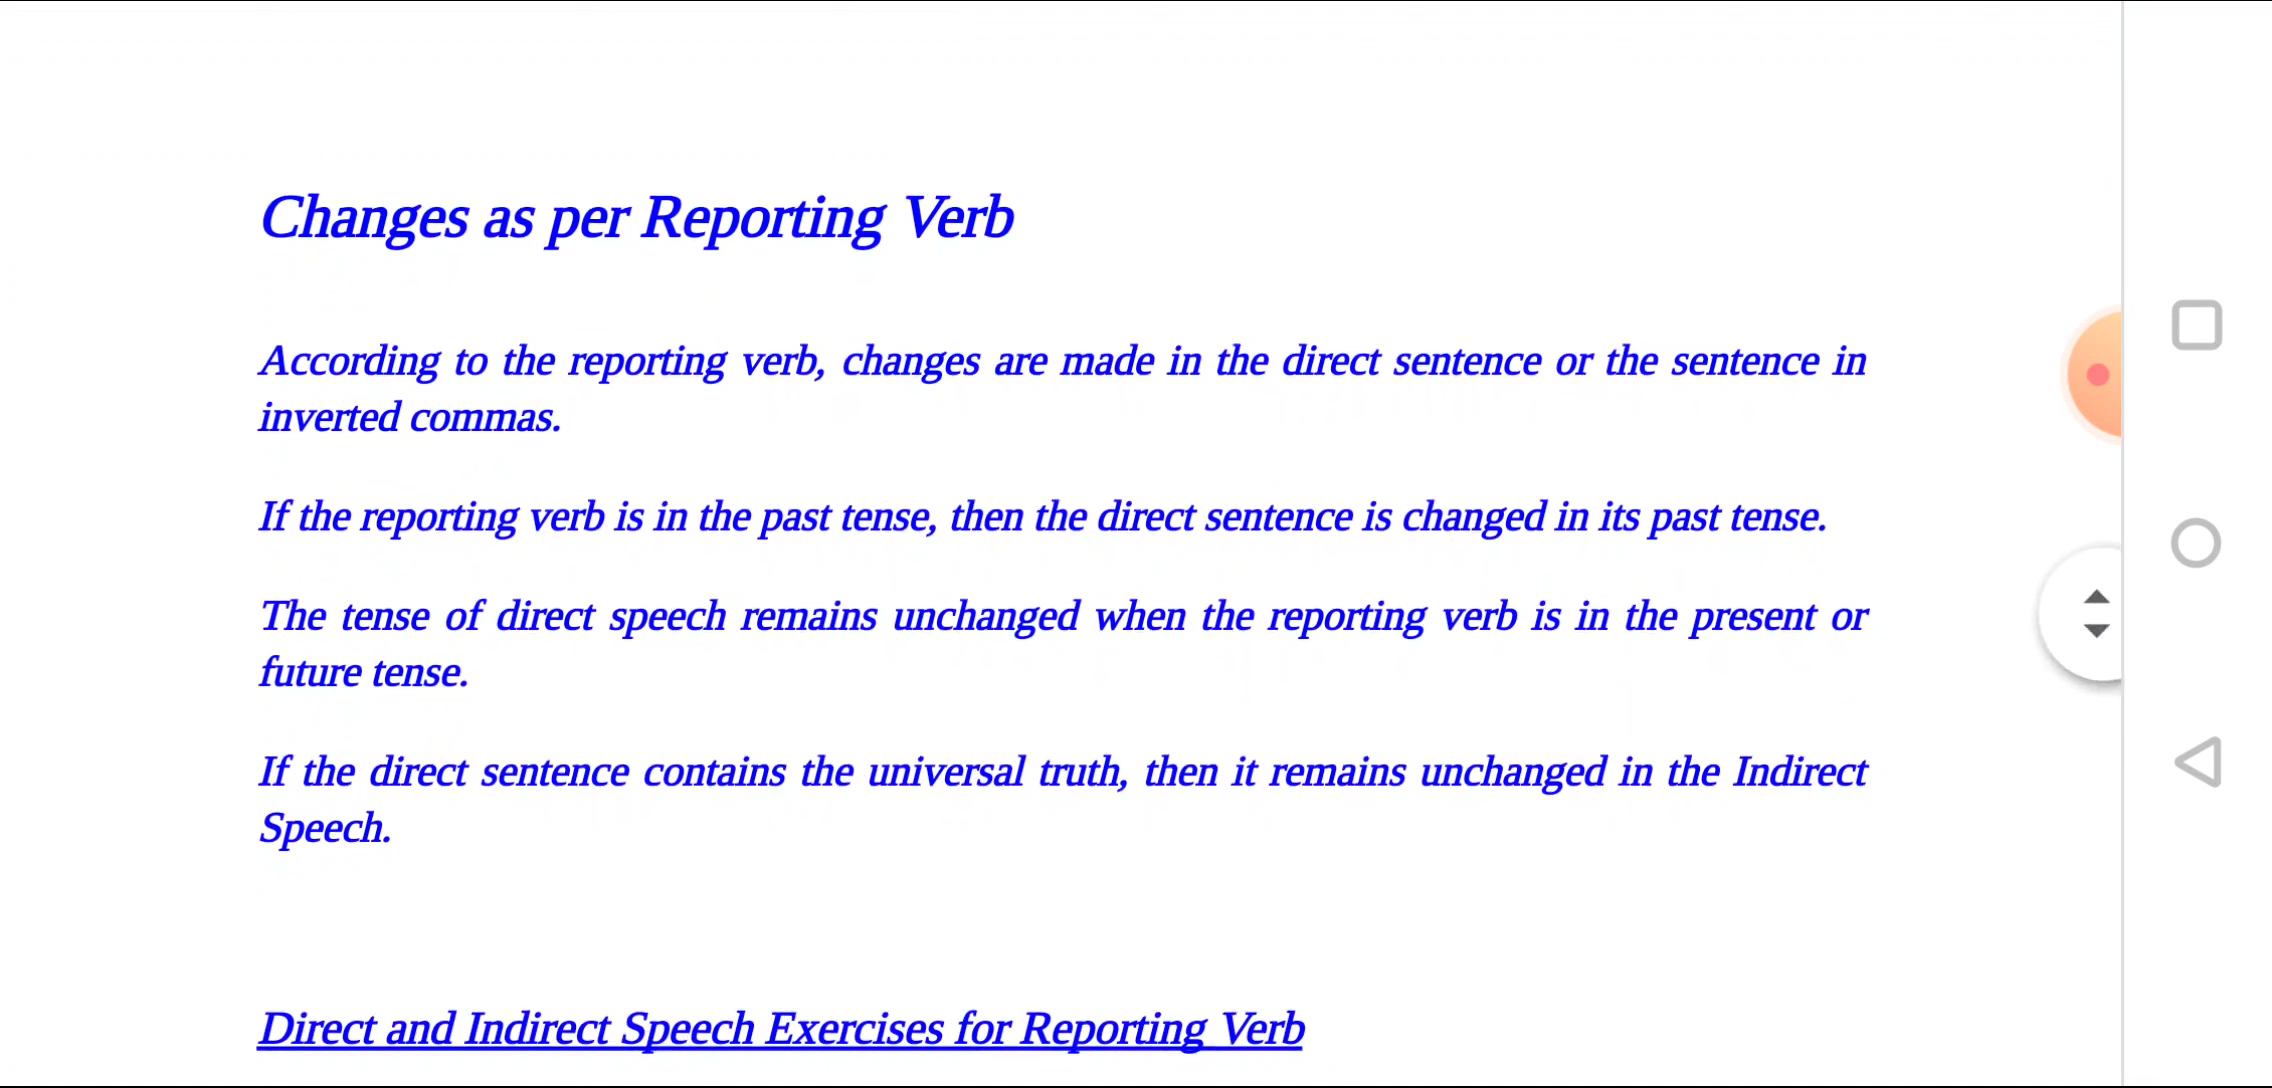 Changes as per Reporting Verb
According to the reporting verb, changes are made in the direct sentence or the sentence in
inverted commas.
If the reporting verb is in the past tense, then the direct sentence is changed in its past tense.
The tense of direct speech remains unchanged when the reporting verb is in the present or
future tense.
If the direct sentence contains the universal truth, then it remains unchanged in the Indirect
Speech.
Direct and Indirect Speech Exercises for Reporting Verb